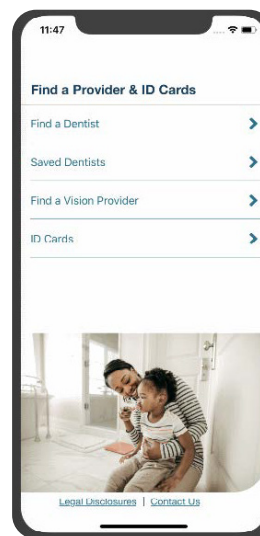 11:47
Find a Provider & ID Cards
Find a Dentist
Saved Dentists
Find a Vision Provider
ID Cards
Legal Disclosures | Contact Us